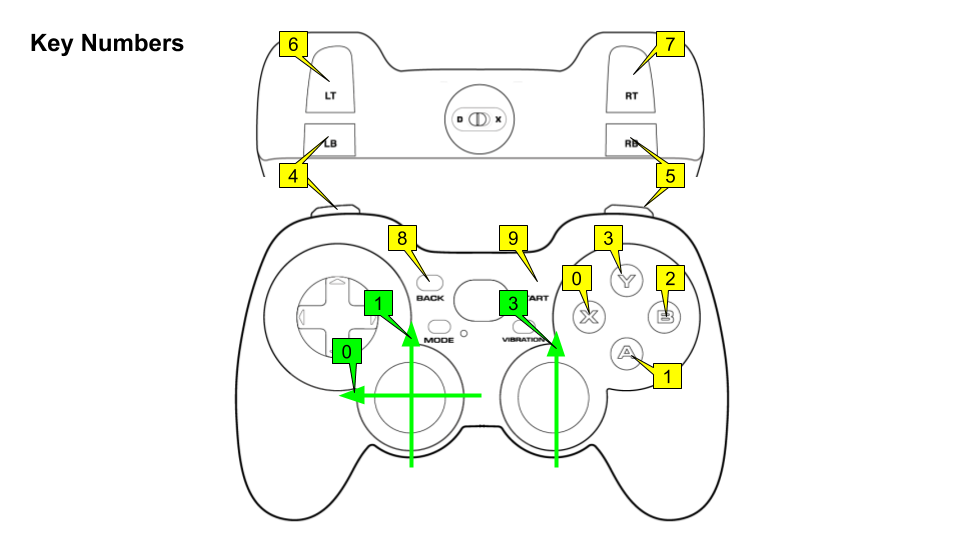 Key Numbers
6
7
LT
RT
D X
LB
RB
4
5
8
9
3
0
2
Y
BACK
START
1
3
X
B
MODE
VIBRATION
0
A
1